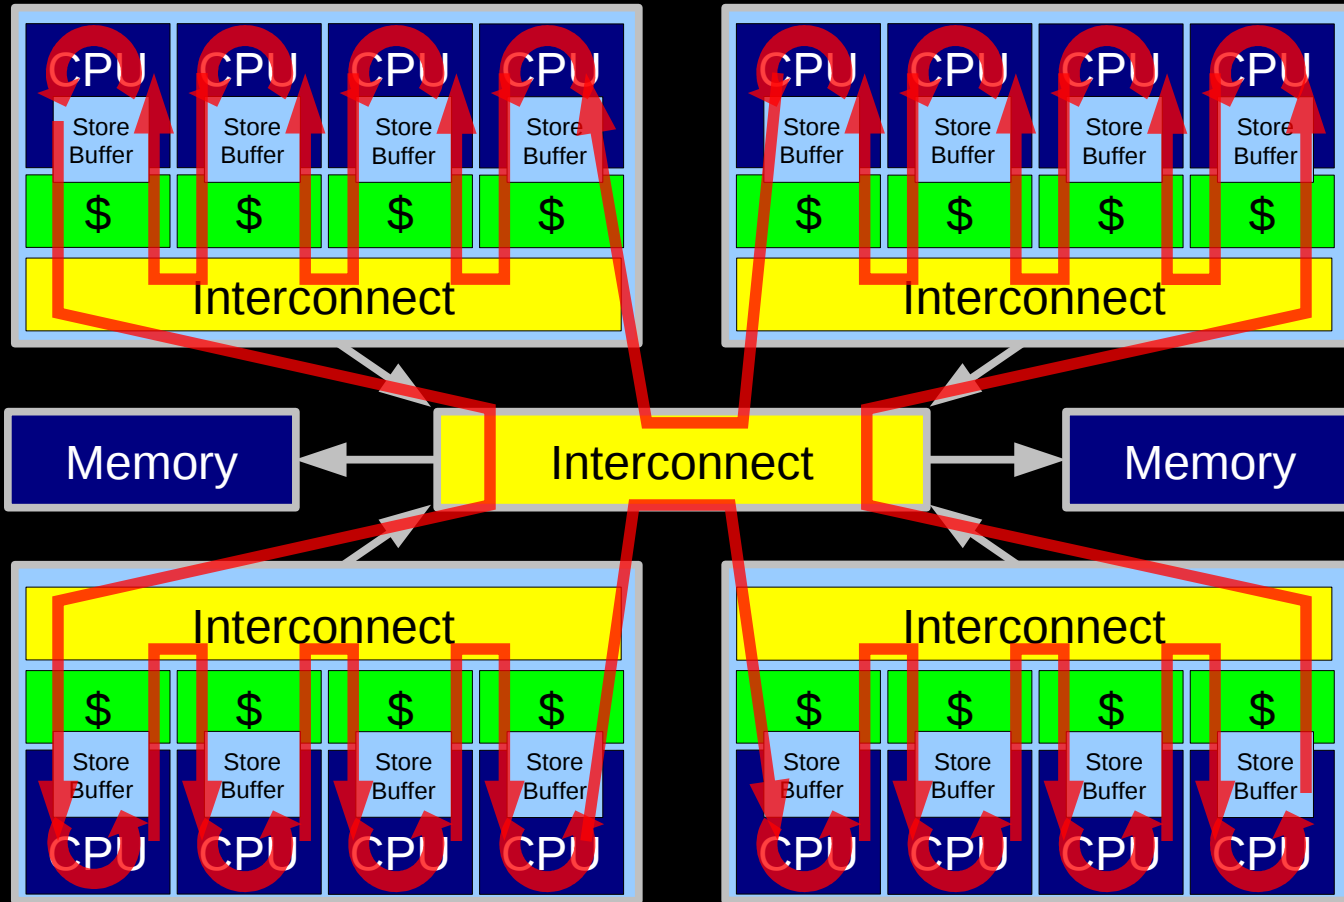 CPU CPU CPU CPU
Store Store Store Store
Buffer Buffer Buffer Buffer
$ $ $ $
Interconnect
CPU CPU CPU CPU
Store Store Store Store
Buffer Buffer Buffer Buffer
$ $ $ $
Interconnect
Memory
Interconnect
Memory
Interconnect
$ $ $ $
Store Store Store Store
Buffer Buffer Buffer Buffer
CPU CPU CPU CPU
Interconnect
$ $ $ $
Store Store Store Store
Buffer Buffer Buffer Buffer
CPU CPU CPU CPU